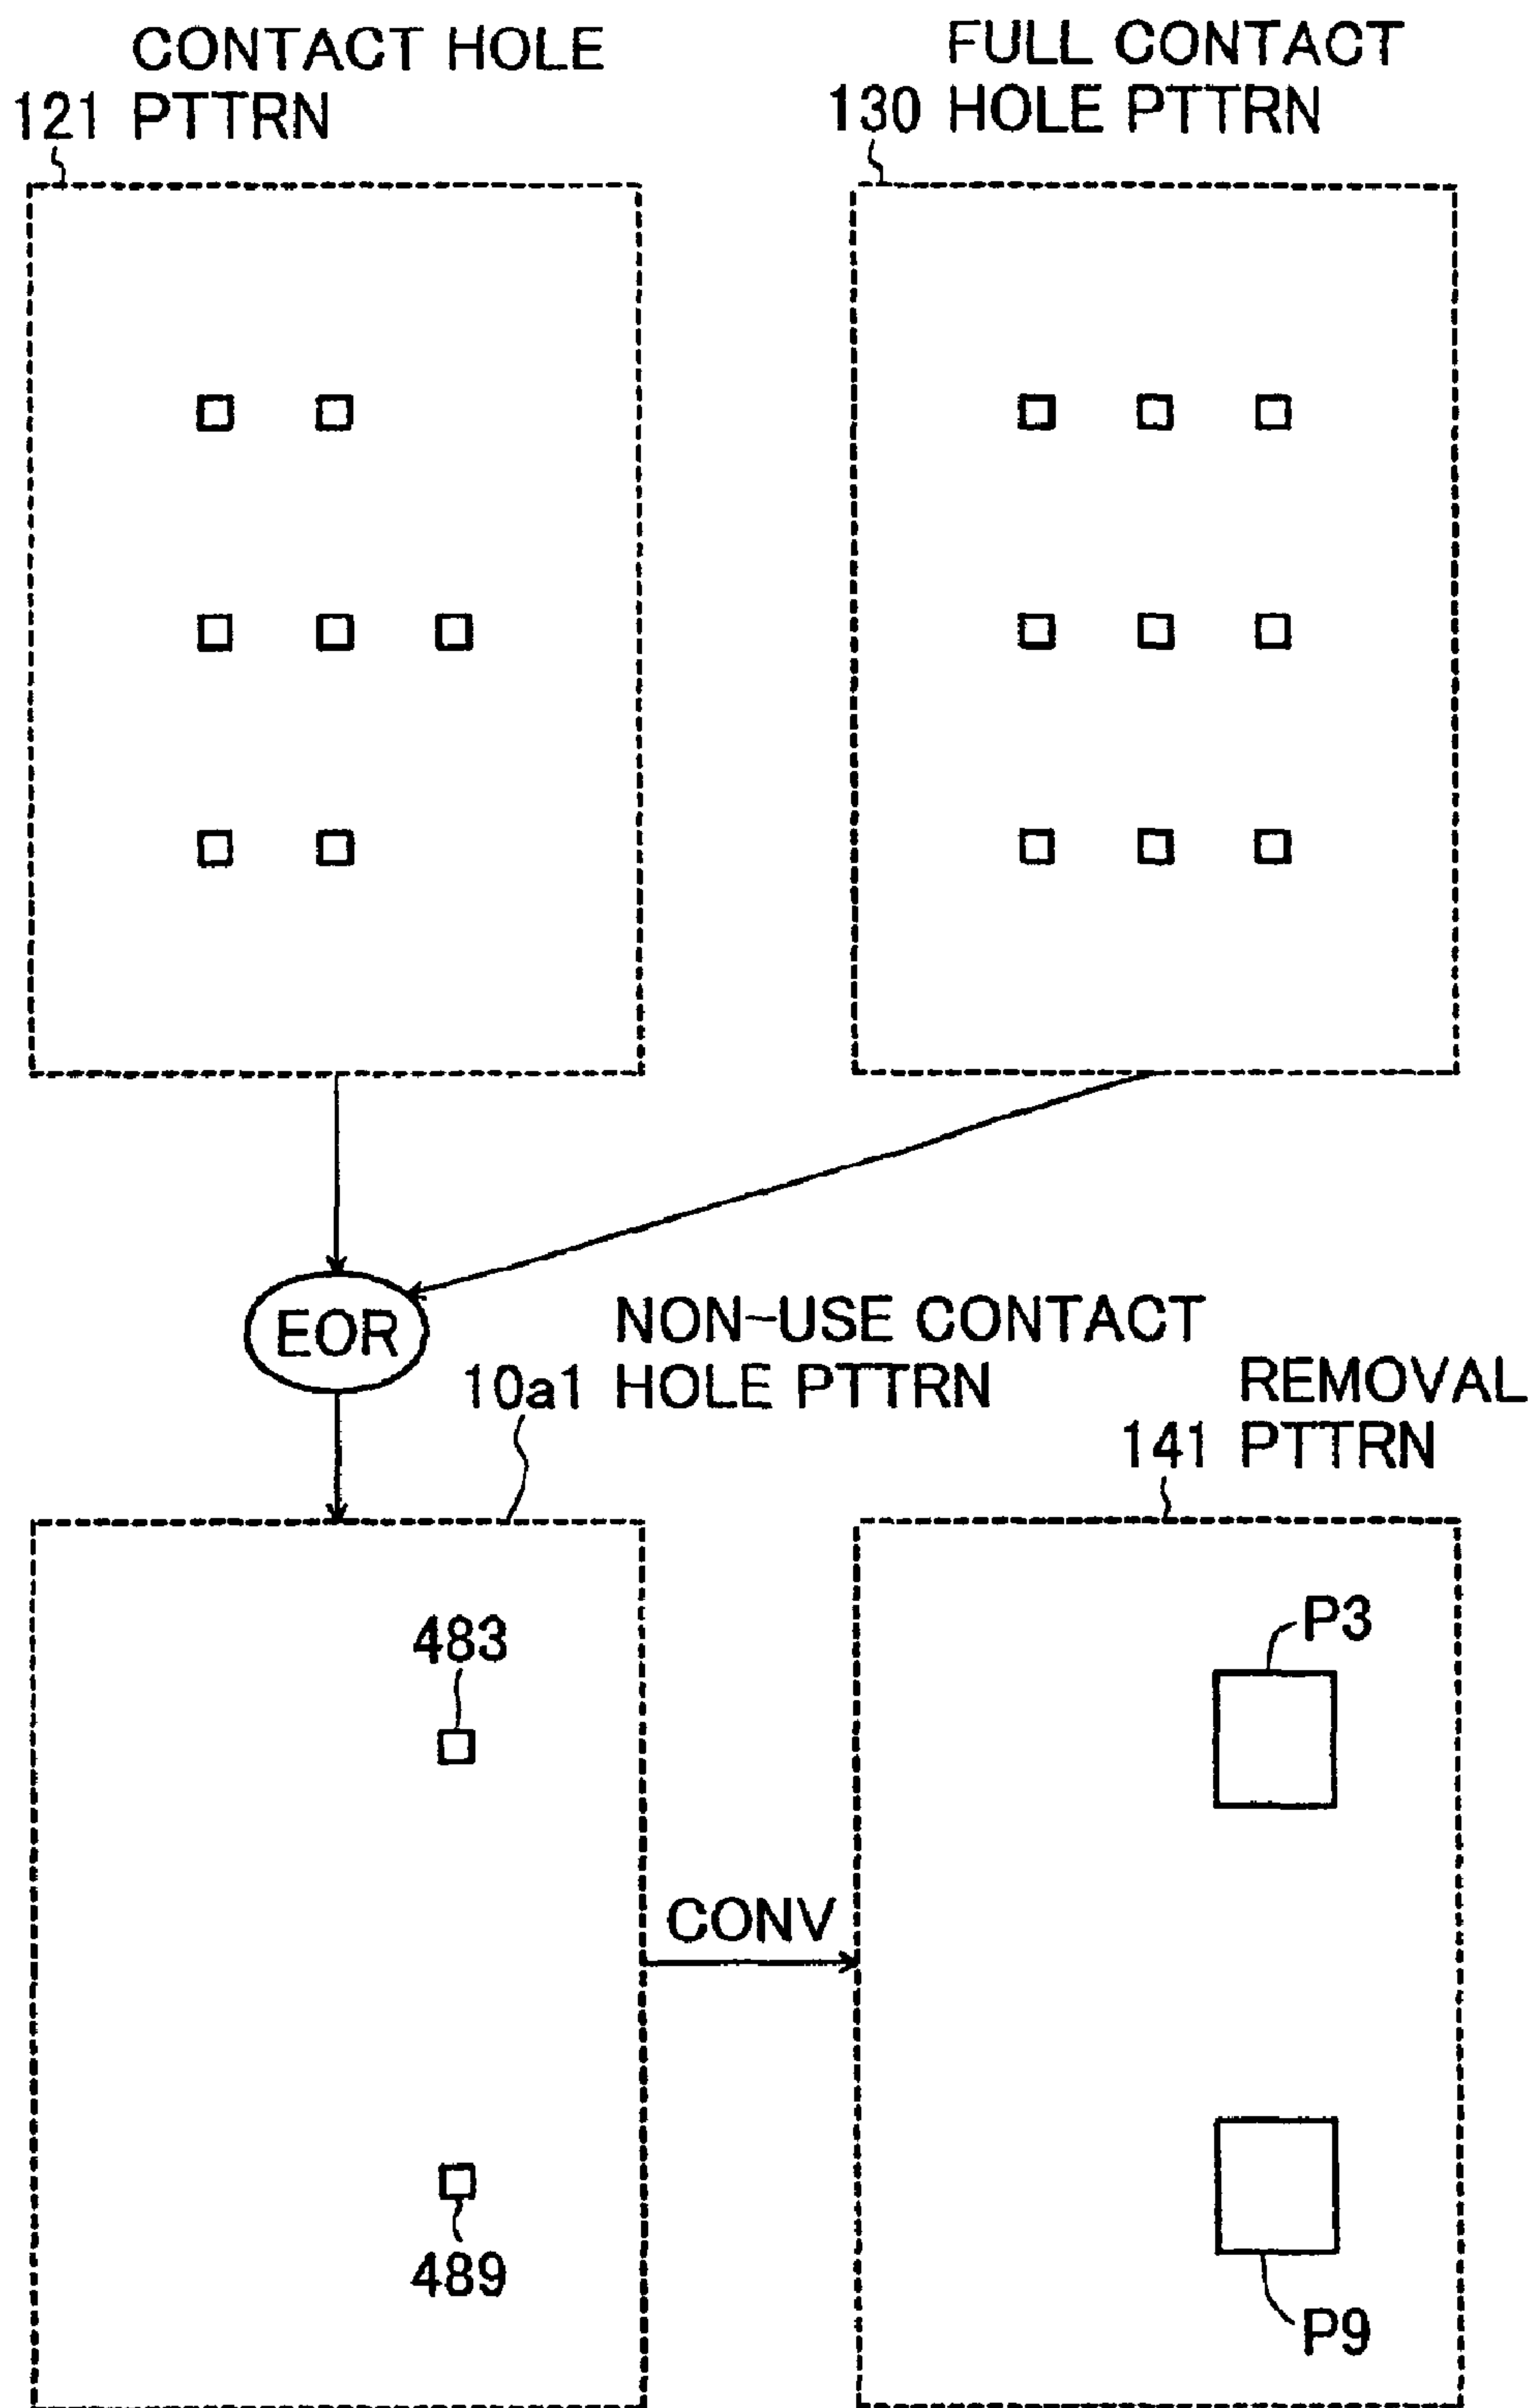 CONTACT HOLE
121 PTTRN
FULL CONTACT
130 HOLE PTTRN
EOR
NON-USE CONTACT
10a1 HOLE PTTRN
REMOVAL
141 PTTRN
483
P3
CONV
489
P9